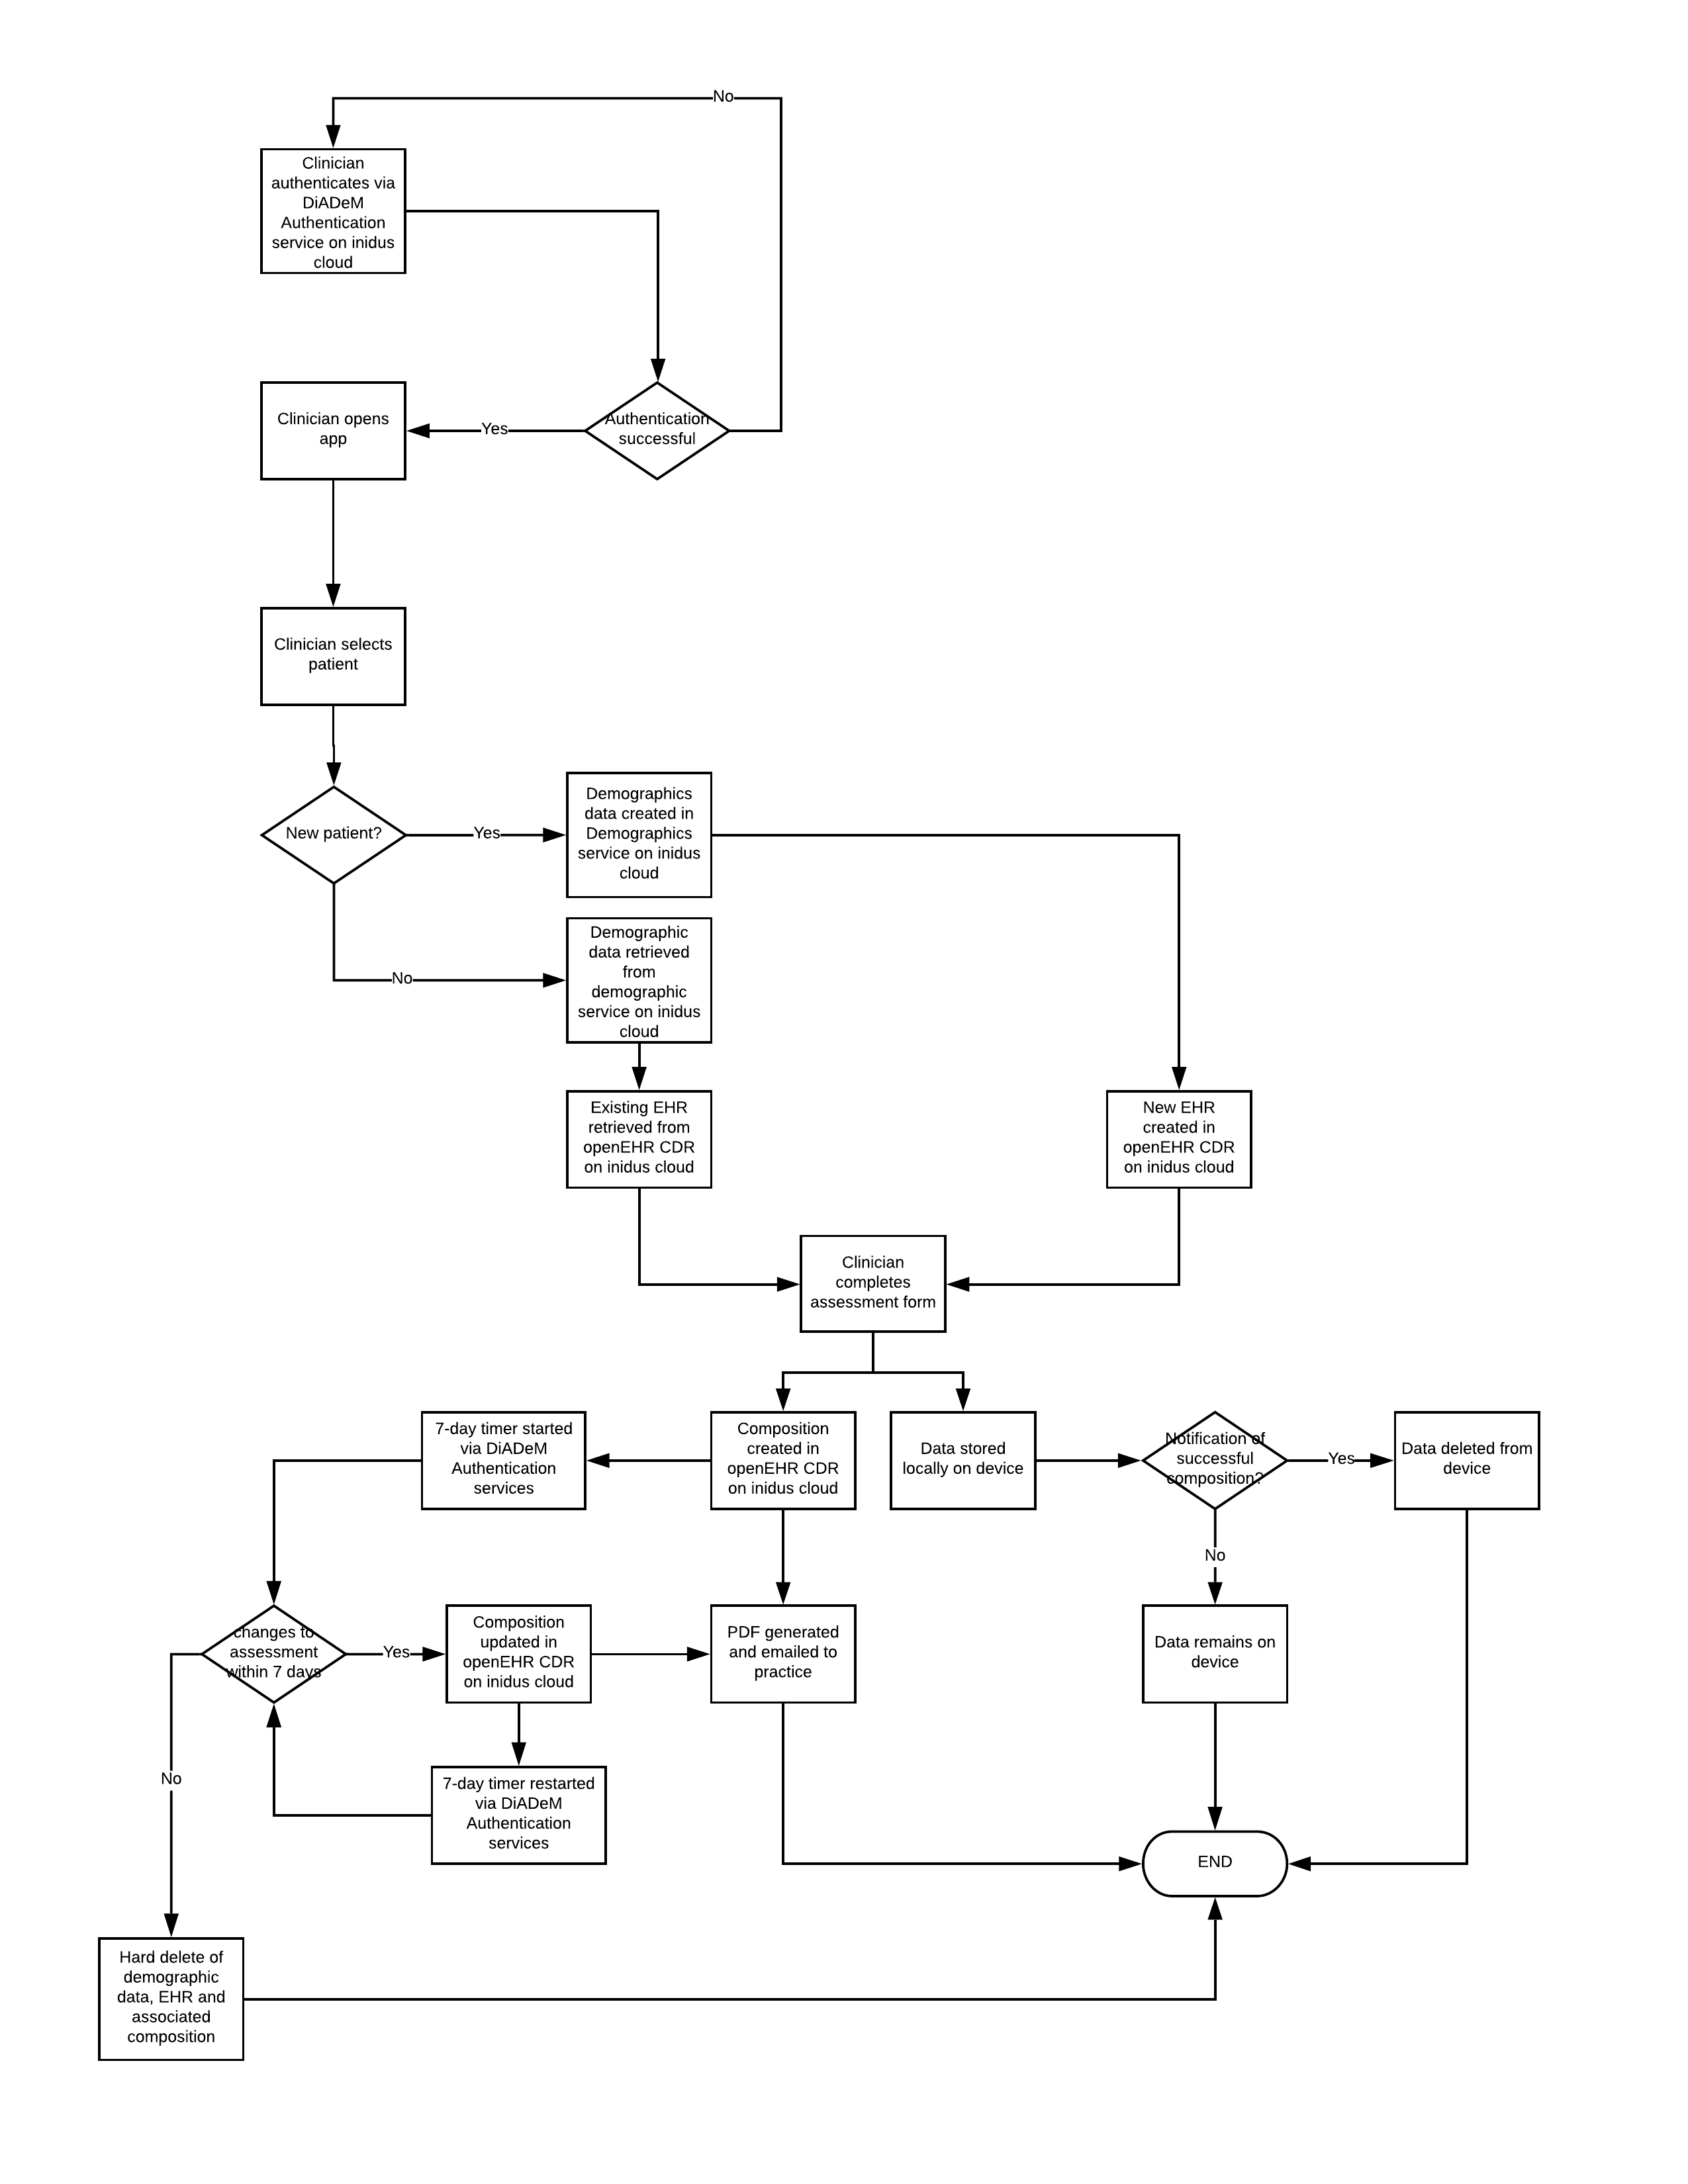 No
Clinician
authenticates via
DiADeM
Authentication
service on inidus
cloud
Clinician opens
app
Yes
Authentication
successful
Clinician selects
patient
New patient?
Yes
Demographics
data created in
Demographics
service on inidus
cloud
No
Demographic
data retrieved
from
demographic
service on inidus
cloud
Existing EHR
retrieved from
openEHR CDR
on inidus cloud
New EHR
created in
openEHR CDR
on inidus cloud
Clinician
completes
assessment form
7-day timer started
via DiADeM
Authentication
services
Composition
created in
openEHR CDR
on inidus cloud
Data stored
locally on device
Notification of
successful
composition?
Yes
Data deleted from
device
No
changes to
assessment
within 7 days
Yes
Composition
updated in
openEHR CDR
on inidus cloud
PDF generated
and emailed to
practice
Data remains on
device
No
7-day timer restarted
via DiADeM
Authentication
services
END
Hard delete of
demographic
data, EHR and
associated
composition